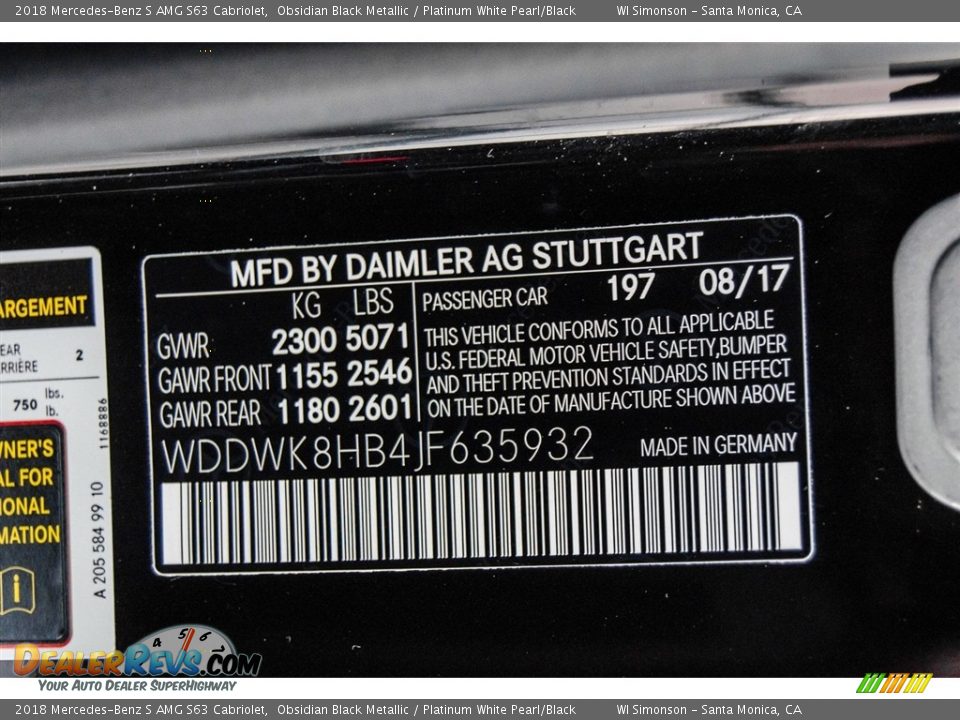 2018 Mercedes-Benz S AMG S63 Cabriolet, Obsidian Black Metallic / Platinum White Pearl/Black WI Simonson - Santa Monica, CA
MFD BY DAIMLER AG STUTTGART
KG LBS
GVWR 2300 5071
GAWR FRONT 1155 2546
GAWR REAR 1180 2601
PASSENGER CAR 197 08/17
THIS VEHICLE CONFORMS TO ALL APPLICABLE
U.S. FEDERAL MOTOR VEHICLE SAFETY,BUMPER
AND THEFT PREVENTION STANDARDS IN EFFECT
ON THE DATE OF MANUFACTURE SHOWN ABOVE
WDDWK8HB4JF635932 MADE IN GERMANY
ARGEMENT
EAR 2
RRIÈRE
750 lbs.
lb.
WNER'S
AL FOR
IONAL
MATION
i
1168886
A 205 584 99 10
4 5 6
DEALERREVS.COM
YOUR AUTO DEALER SUPERHIGHWAY
2018 Mercedes-Benz S AMG S63 Cabriolet, Obsidian Black Metallic / Platinum White Pearl/Black WI Simonson - Santa Monica, CA